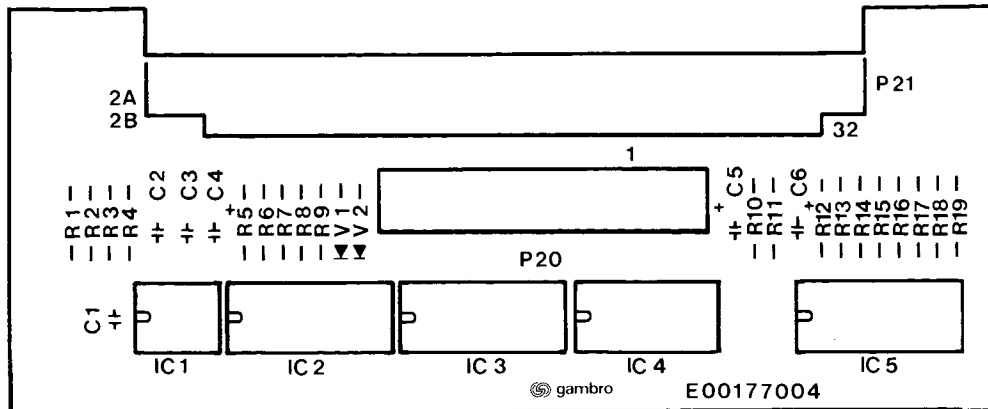 2A
P21
2B
32
1
R1
R2
R3
R4
C2
C3
C4
+
R5
R6
R7
R8
R9
V1
V2
+
C5
R10
R11
C6
+
R12
R13
R14
R15
R16
R17
R18
R19
P20
C1
IC1
IC2
IC3
IC4
IC5
gambro
E00177004